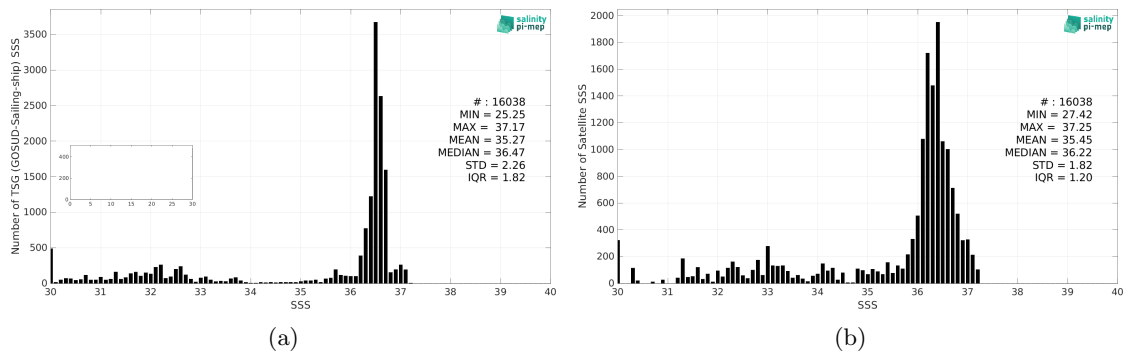 salinity
pi-mep
Number of TSG (GOSUD-Sailing-ship) SSS
3500
3000
2500
2000
1500
1000
500
0
# : 16038
MIN = 25.25
MAX = 37.17
MEAN = 35.27
MEDIAN = 36.47
STD = 2.26
IQR = 1.82
400
200
0
0 5 10 15 20 25 30
30 31 32 33 34 35 36 37 38 39 40
SSS
(a)
salinity
pi-mep
Number of Satellite SSS
2000
1800
1600
1400
1200
1000
800
600
400
200
0
# : 16038
MIN = 27.42
MAX = 37.25
MEAN = 35.45
MEDIAN = 36.22
STD = 1.82
IQR = 1.20
30 31 32 33 34 35 36 37 38 39 40
SSS
(b)